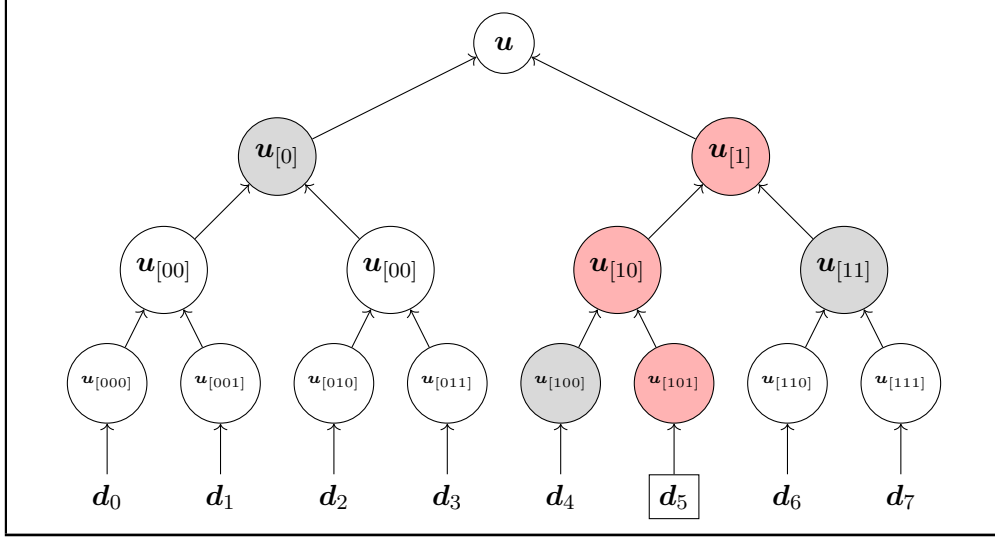 u
u[0] u[1]
u[00] u[00] u[10] u[11]
u[000] u[001] u[010] u[011] u[100] u[101] u[110] u[111]
d0 d1 d2 d3 d4 d5 d6 d7